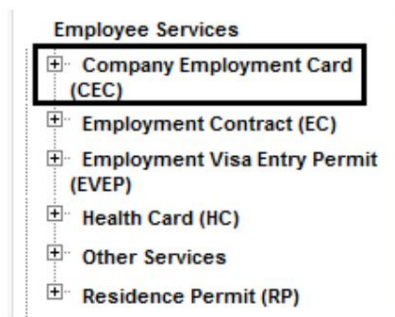 Employee Services
Company Employment Card
(CEC)
Employment Contract (EC)
Employment Visa Entry Permit
(EVEP)
Health Card (HC)
Other Services
Residence Permit (RP)